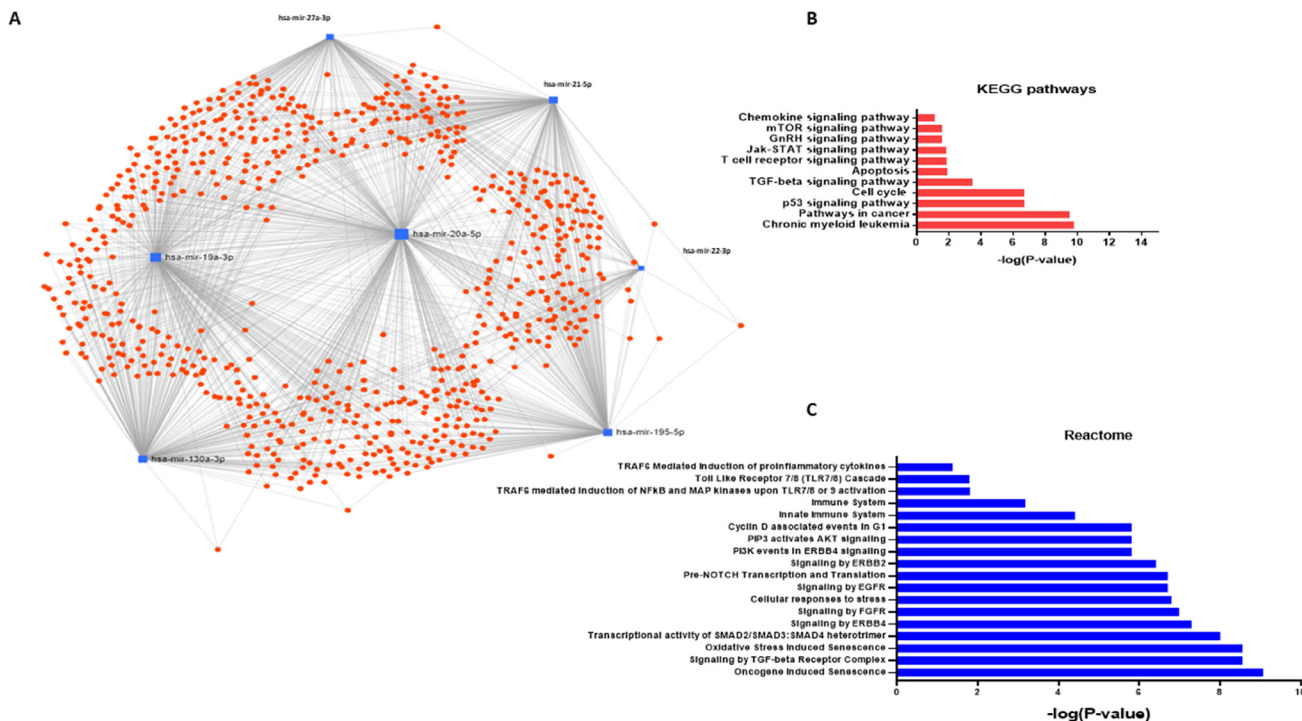 A
hsa-mir-27a-3p
hsa-mir-21-5p
hsa-mir-20a-5p
hsa-mir-22-3p
hsa-mir-19a-3p
hsa-mir-195-5p
hsa-mir-130a-3p
B
KEGG pathways
Chemokine signaling pathway
mTOR signaling pathway
GnRH signaling pathway
Jak-STAT signaling pathway
T cell receptor signaling pathway
Apoptosis
TGF-beta signaling pathway
Cell cycle
p53 signaling pathway
Pathways in cancer
Chronic myeloid leukemia
0 2 4 6 8 10 12 14
-log(P-value)
C
Reactome
TRAF6 Mediated Induction of proinflammatory cytokines
Toll Like Receptor 7/8 (TLR7/8) Cascade
TRAF6 mediated induction of NFkB and MAP kinases upon TLR7/8 or 9 activation
Immune System
Innate Immune System
Cyclin D associated events in G1
PIP3 activates AKT signaling
PI3K events in ERBB4 signaling
Signaling by ERBB2
Pre-NOTCH Transcription and Translation
Signaling by EGFR
Cellular responses to stress
Signaling by FGFR
Signaling by ERBB4
Transcriptional activity of SMAD2/SMAD3:SMAD4 heterotrimer
Oxidative Stress Induced Senescence
Signaling by TGF-beta Receptor Complex
Oncogene Induced Senescence
0 2 4 6 8 10
-log(P-value)